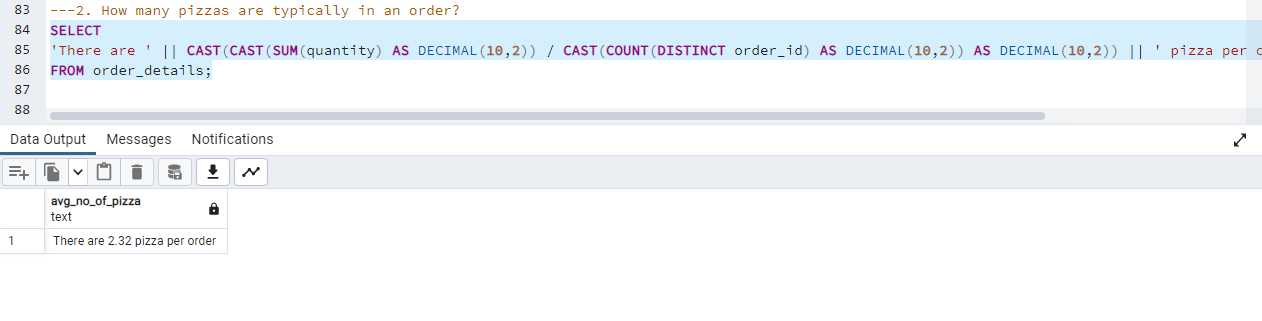 83 ---2. How many pizzas are typically in an order?
84 SELECT
85 'There are ' || CAST(CAST(SUM(quantity) AS DECIMAL(10,2)) / CAST(COUNT(DISTINCT order_id) AS DECIMAL(10,2)) AS DECIMAL(10,2)) || ' pizza per
86 FROM order_details;
87
88
Data Output Messages Notifications
avg_no_of_pizza
text
1 There are 2.32 pizza per order